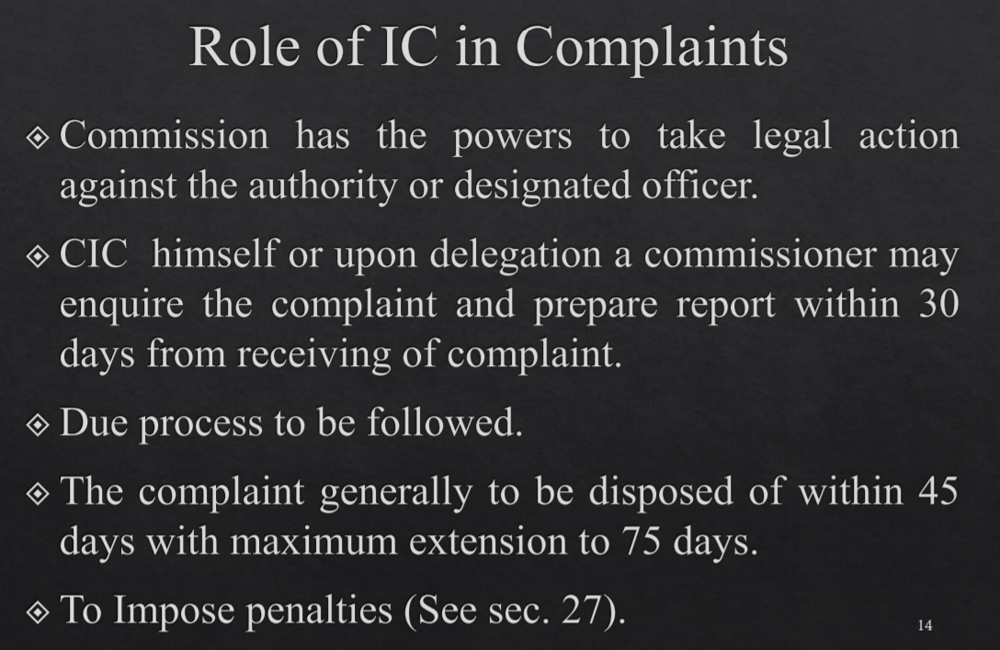 Role of IC in Complaints
Commission has the powers to take legal action
against the authority or designated officer.
CIC himself or upon delegation a commissioner may
enquire the complaint and prepare report within 30
days from receiving of complaint.
Due process to be followed.
The complaint generally to be disposed of within 45
days with maximum extension to 75 days.
To Impose penalties (See sec. 27).
14